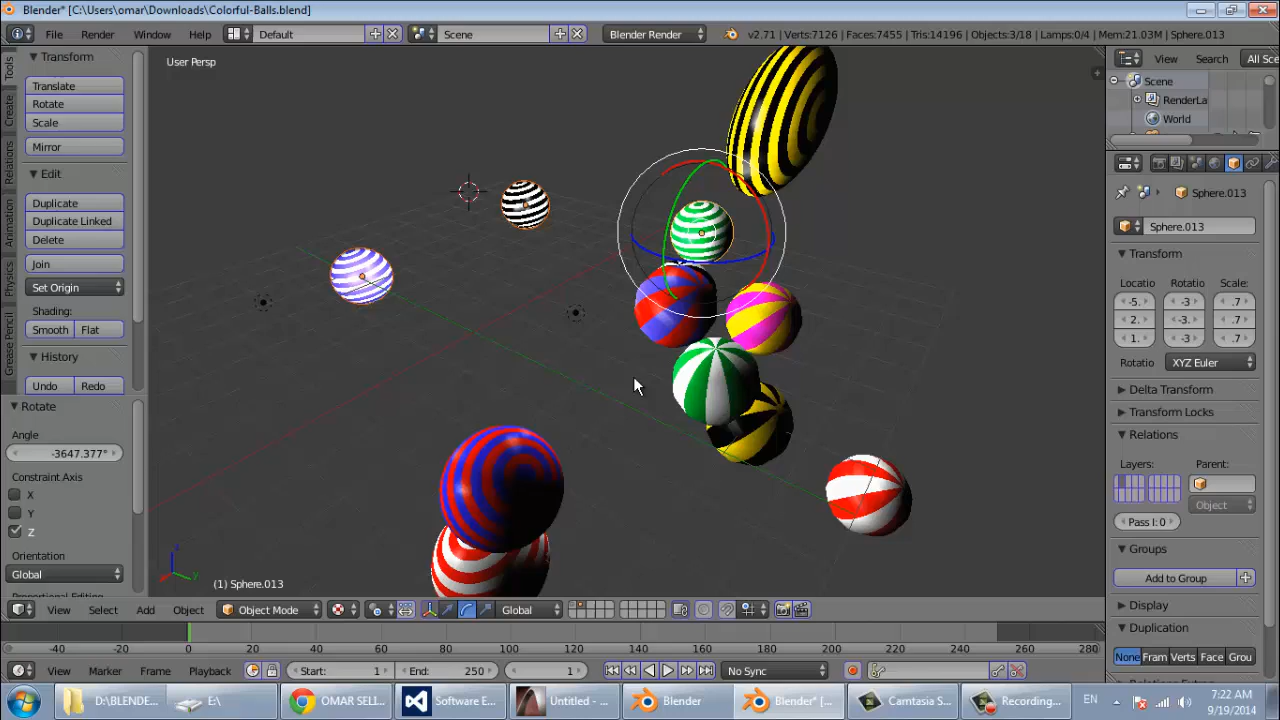 Blender* [C:\Users\omar\Downloads\Colorful-Balls.blend]
File Render Window Help Default Scene Blender Render v2.71 | Verts:7126 | Faces:7455 | Tris:14196 | Objects:3/18 | Lamps:0/4 | Mem:21.03M | Sphere.013
Tools
Create
Relations
Animation
Physics
Grease Pencil
Transform
Translate
Rotate
Scale
Mirror
Edit
Duplicate
Duplicate Linked
Delete
Join
Set Origin
Shading:
Smooth Flat
History
Undo Redo
Rotate
Angle
-3647.377°
Constraint Axis
X
Y
Z
Orientation
Global
User Persp
(1) Sphere.013
View Search All Sce
Scene
RenderLa
World
Sphere.013
Sphere.013
Transform
Locatio Rotatio Scale:
-5. -3 .7
2. -3. .7
1. -3 .7
Rotatio XYZ Euler
Delta Transform
Transform Locks
Relations
Layers: Parent:
Object
Pass I: 0
Groups
Add to Group
Display
Duplication
None Fram Verts Face Grou
View Select Add Object Object Mode Global
-40 -20 0 20 40 60 80 100 120 140 160 180 200 220 240 260 280
View Marker Frame Playback Start: 1 End: 250 1 No Sync
D:\BLENDE... E:\ OMAR SELI... Software E... Untitled - ... Blender Blender* [... Camtasia S... Recording... EN
7:22 AM
9/19/2014